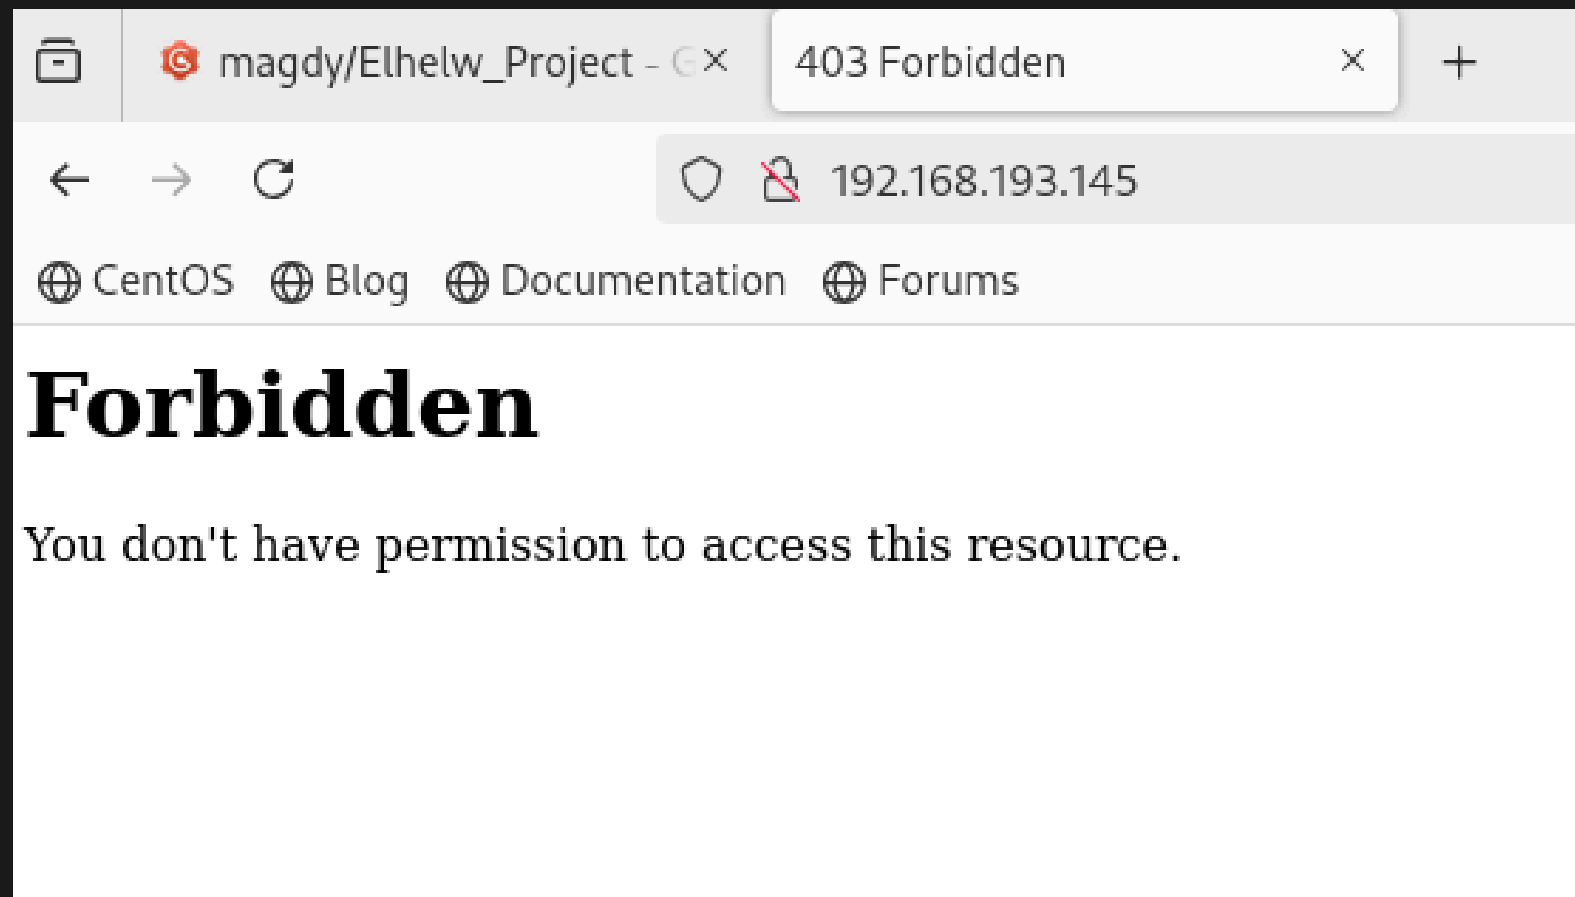 magdy/Elhelw_Project - G
403 Forbidden
192.168.193.145
CentOS Blog Documentation Forums
Forbidden
You don't have permission to access this resource.